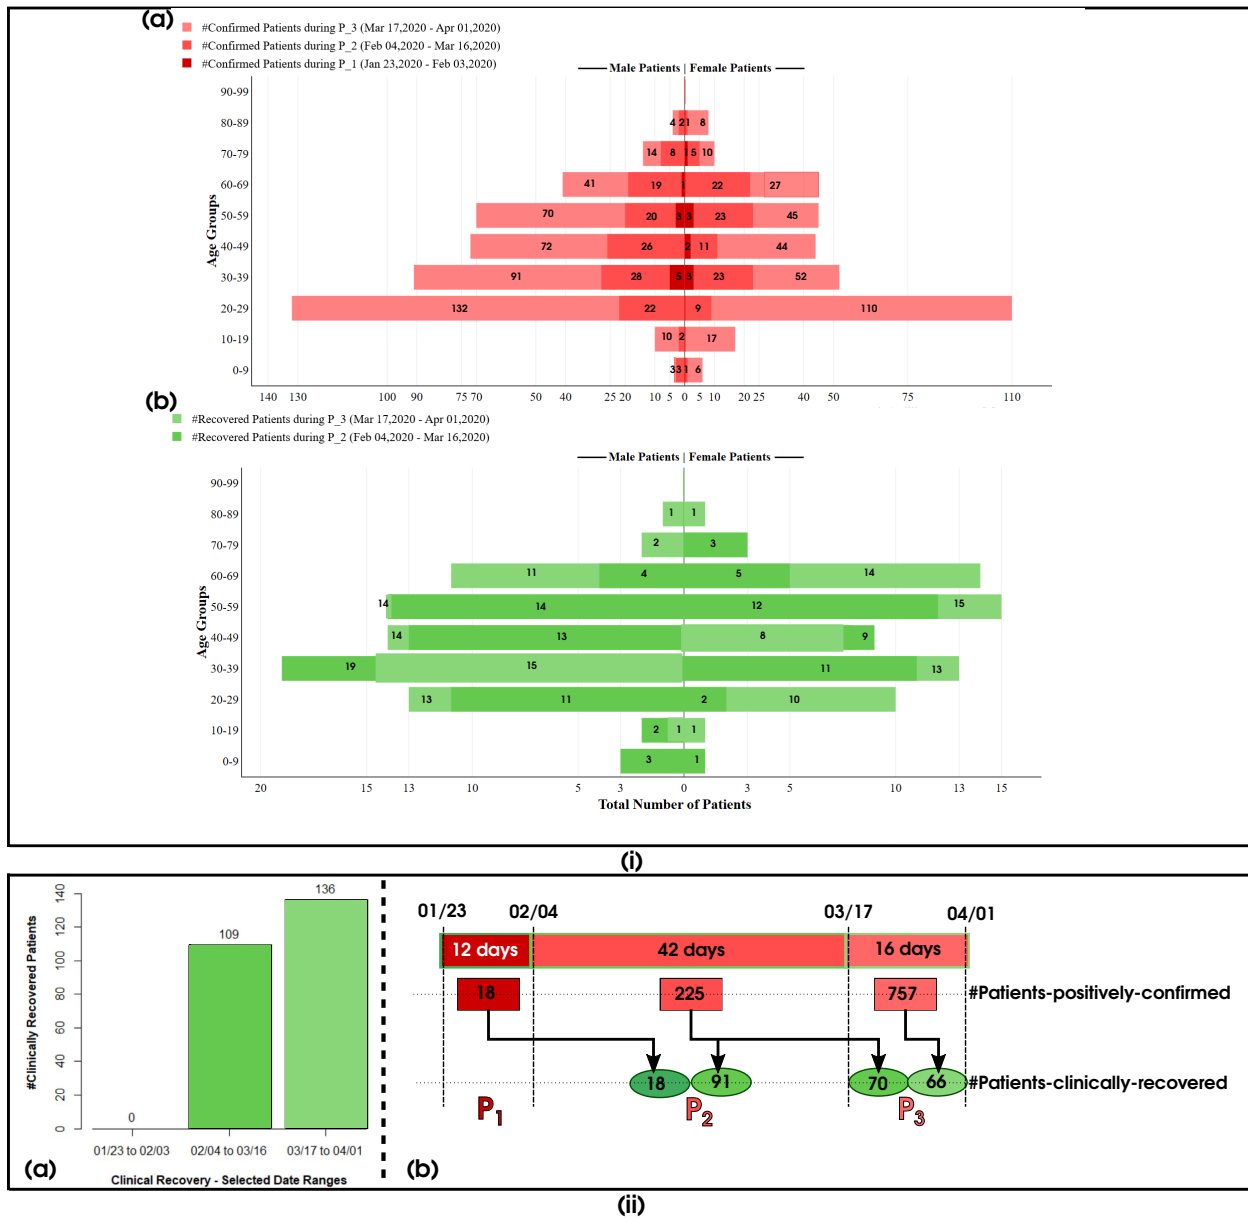 (a)
#Confirmed Patients during P_3 (Mar 17,2020 - Apr 01,2020)
#Confirmed Patients during P_2 (Feb 04,2020 - Mar 16,2020)
#Confirmed Patients during P_1 (Jan 23,2020 - Feb 03,2020)
Male Patients | Female Patients
Age Groups
90-99
80-89 4 2 1 8
70-79 14 8 1 5 10
60-69 41 19 1 22 27
50-59 70 20 3 3 23 45
40-49 72 26 2 11 44
30-39 91 28 5 3 23 52
20-29 132 22 9 110
10-19 10 2 17
0-9 3 3 1 6
140 130 100 90 75 70 50 40 25 20 10 5 0 5 10 20 25 50 75 110
(b)
#Recovered Patients during P_3 (Mar 17,2020 - Apr 01,2020)
#Recovered Patients during P_2 (Feb 04,2020 - Mar 16,2020)
Male Patients | Female Patients
Age Groups
90-99
80-89 1 1
70-79 2 3
60-69 11 4 5 14
50-59 14 14 12 15
40-49 14 13 8 9
30-39 19 15 11 13
20-29 13 11 2 10
10-19 2 1 1
0-9 3 1
20 15 13 10 5 3 0 3 5 10 13 15
Total Number of Patients
(i)
#Clinically Recovered Patients
140
120
100
80
60
40
20
0
0 109 136
01/23 to 02/03 02/04 to 03/16 03/17 to 04/01
Clinical Recovery - Selected Date Ranges
(a)
01/23 02/04 03/17 04/01
12 days 42 days 16 days
18 225 757 #Patients-positively-confirmed
18 91 70 66 #Patients-clinically-recovered
P1 P2 P3
(b)
(ii)